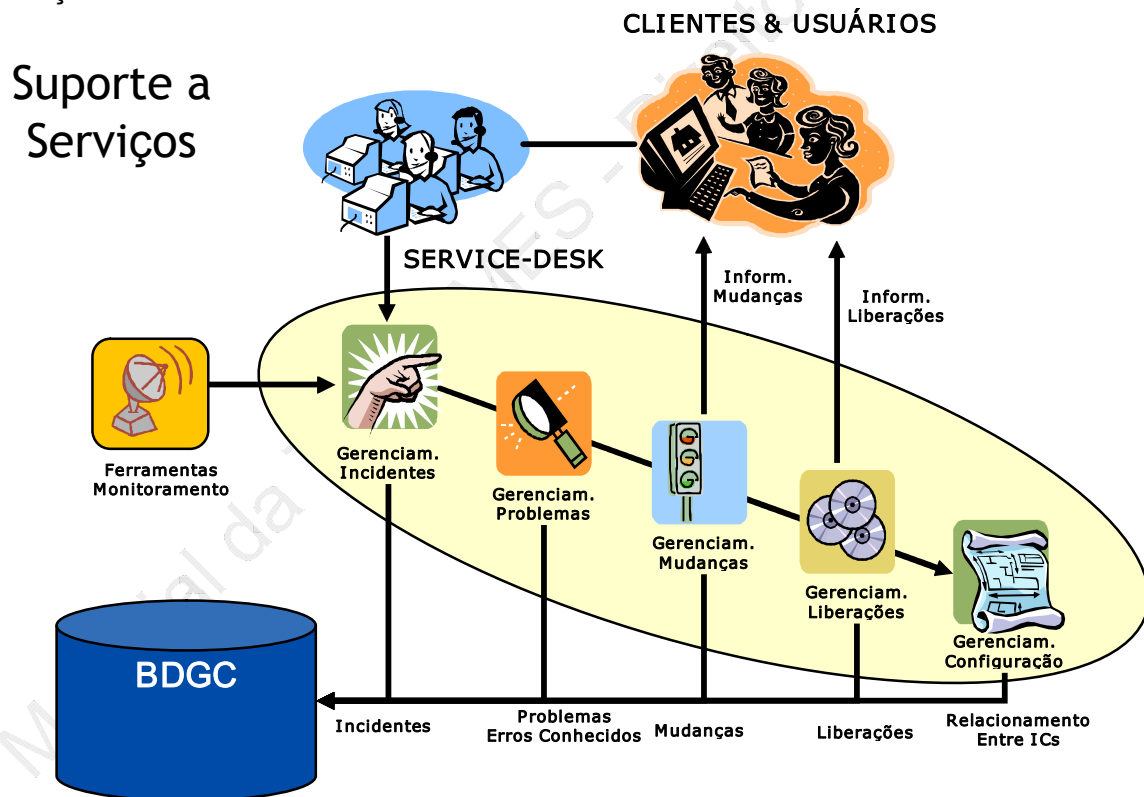 CLIENTES & USUÁRIOS
Suporte a
Serviços
SERVICE-DESK
Inform.
Mudanças
Inform.
Liberações
Ferramentas
Monitoramento
Gerenciam.
Incidentes
Gerenciam.
Problemas
Gerenciam.
Mudanças
Gerenciam.
Liberações
Gerenciam.
Configuração
BDGC
Incidentes
Problemas
Erros Conhecidos
Mudanças
Liberações
Relacionamento
Entre ICs